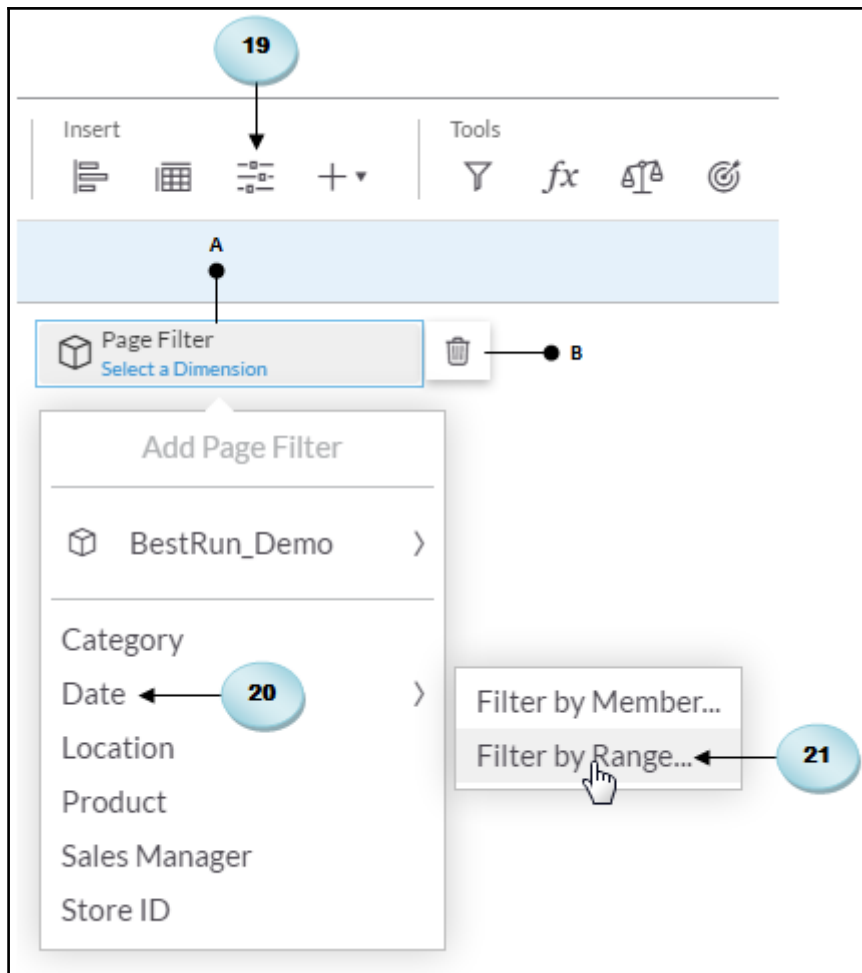 19
Insert
Tools
fx
A
Page Filter
Select a Dimension
B
Add Page Filter
BestRun_Demo
Category
Date
20
Location
Filter by Member...
Filter by Range...
21
Product
Sales Manager
Store ID